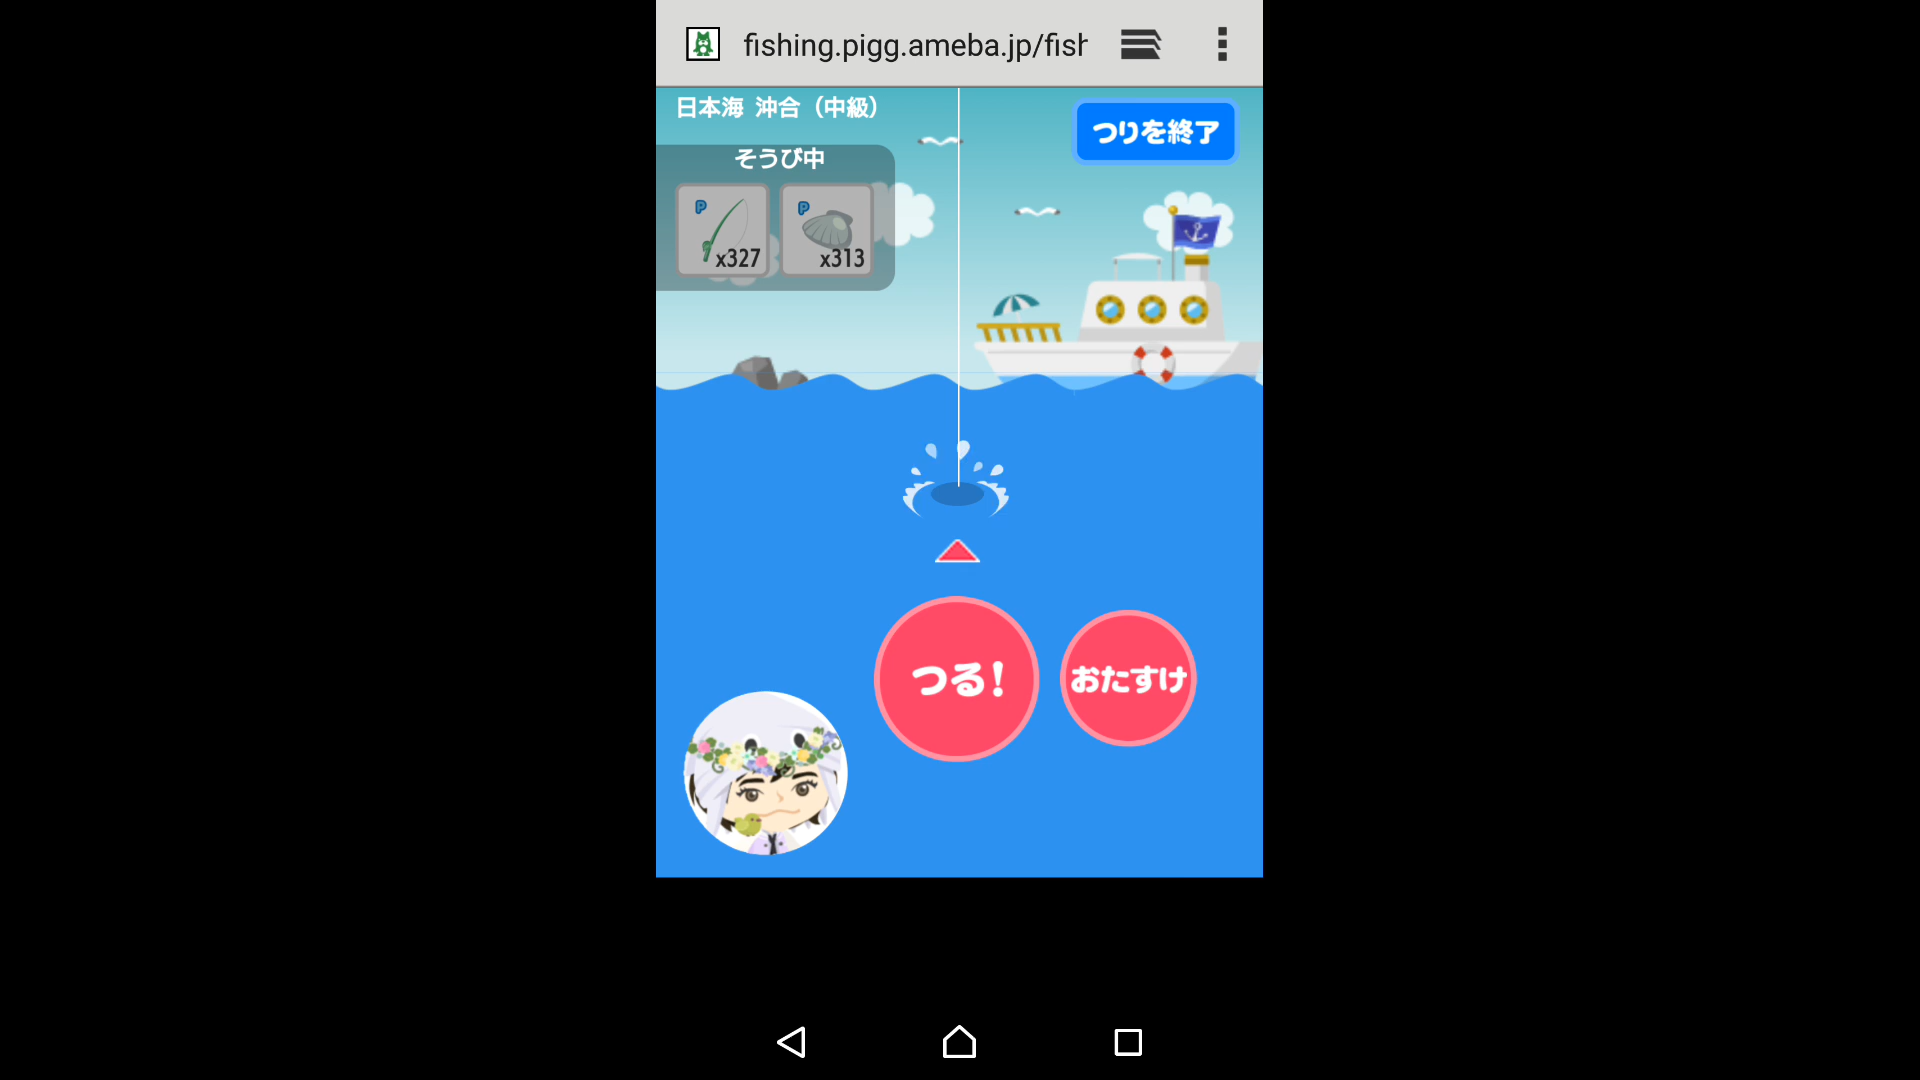 fishing.pigg.ameba.jp/fish
日本海 沖合（中級）
つりを終了
そうび中
P
x327
P
x313
つる！
おたすけ